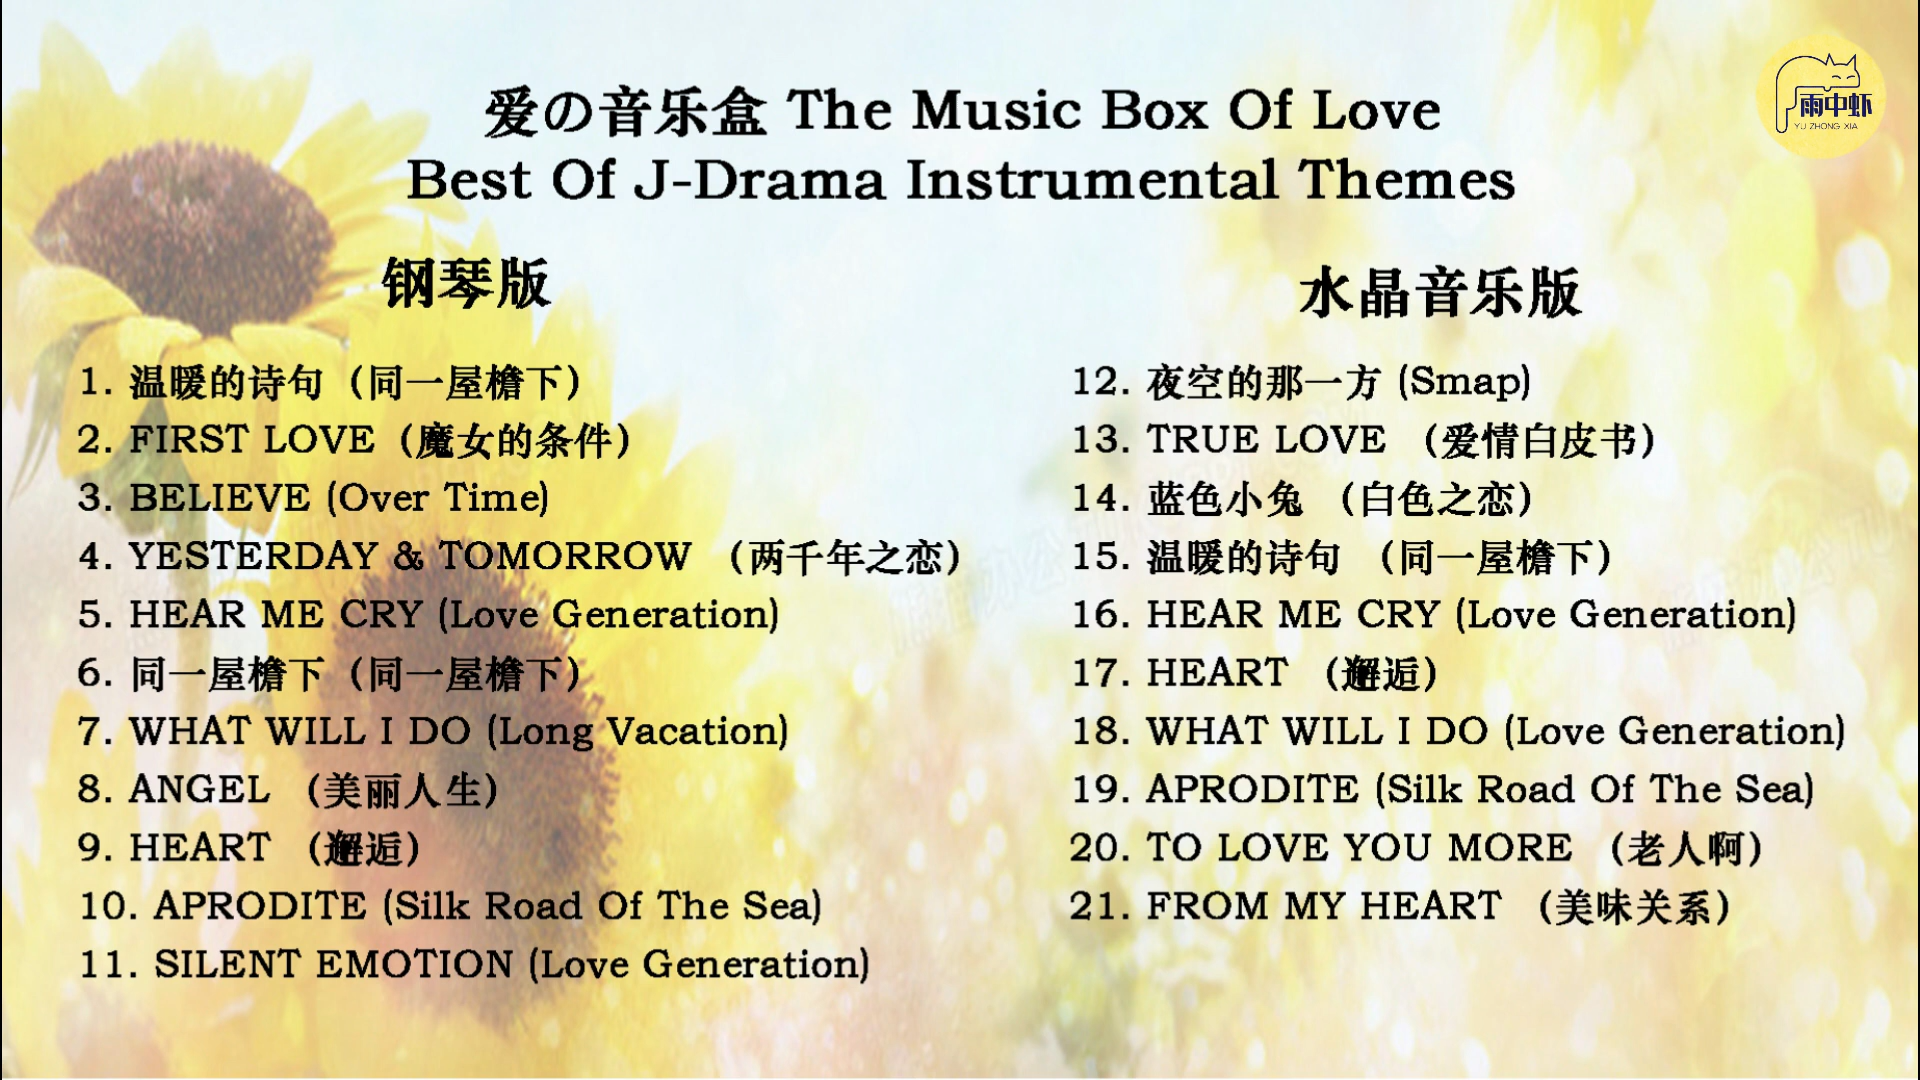 爱の音乐盒 The Music Box Of Love
Best Of J-Drama Instrumental Themes
雨中虾
YU ZHONG XIA
钢琴版
1. 温暖的诗句（同一屋檐下）
2. FIRST LOVE（魔女的条件）
3. BELIEVE (Over Time)
4. YESTERDAY & TOMORROW （两千年之恋）
5. HEAR ME CRY (Love Generation)
6. 同一屋檐下（同一屋檐下）
7. WHAT WILL I DO (Long Vacation)
8. ANGEL （美丽人生）
9. HEART （邂逅）
10. APRODITE (Silk Road Of The Sea)
11. SILENT EMOTION (Love Generation)
水晶音乐版
12. 夜空的那一方 (Smap)
13. TRUE LOVE （爱情白皮书）
14. 蓝色小兔 （白色之恋）
15. 温暖的诗句 （同一屋檐下）
16. HEAR ME CRY (Love Generation)
17. HEART （邂逅）
18. WHAT WILL I DO (Love Generation)
19. APRODITE (Silk Road Of The Sea)
20. TO LOVE YOU MORE （老人啊）
21. FROM MY HEART （美味关系）